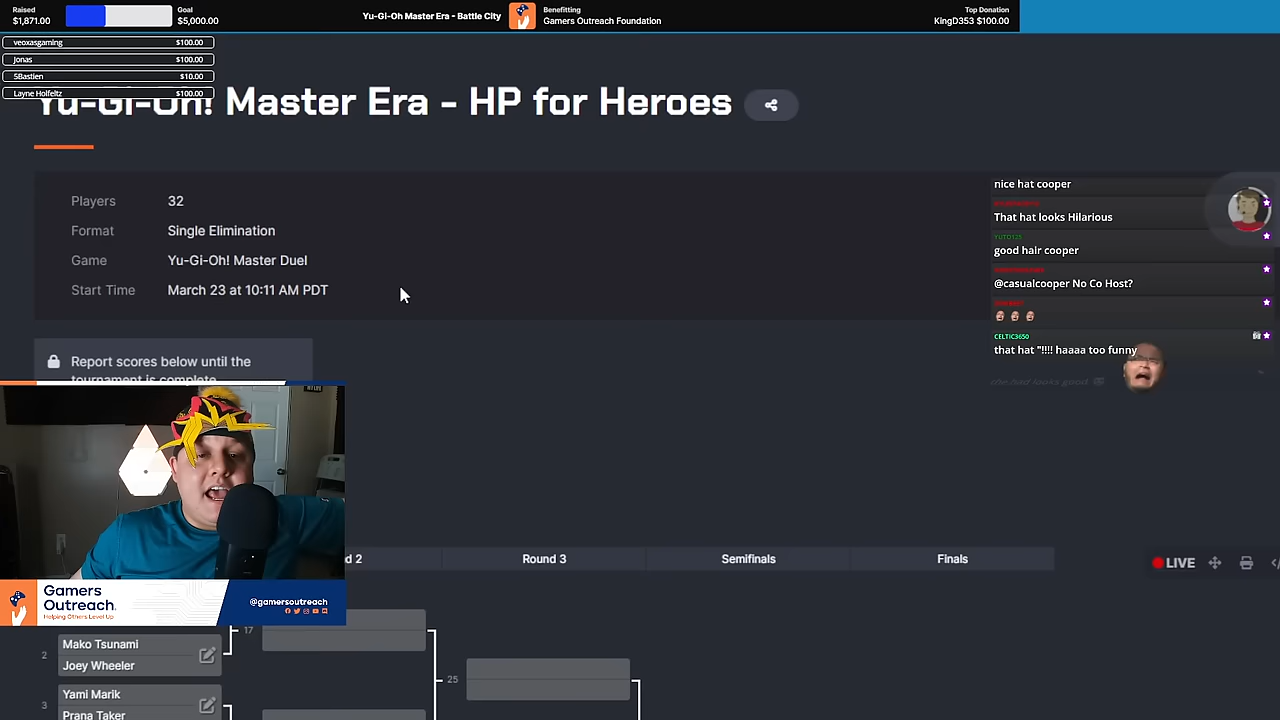 Raised
$1,871.00
Goal
$5,000.00
Yu-Gi-Oh Master Era - Battle City
Benefitting
Gamers Outreach Foundation
Top Donation
KingD353 $100.00
veoxasgaming $100.00
Jonas $100.00
5Bastien $10.00
Layne Holfeltz $100.00
Yu-Gi-Oh! Master Era - HP for Heroes
Players 32
Format Single Elimination
Game Yu-Gi-Oh! Master Duel
Start Time March 23 at 10:11 AM PDT
Report scores below until the
tournament is complete
nice hat cooper
That hat looks Hilarious
YUTO125
good hair cooper
@casualcooper No Co Host?
CELTIC3650
that hat "!!!! haaaa too funny
d 2
Round 3
Semifinals
Finals
LIVE
Gamers
Outreach
Helping Others Level Up
@gamersoutreach
17
2
Mako Tsunami
Joey Wheeler
25
3
Yami Marik
Prana Taker